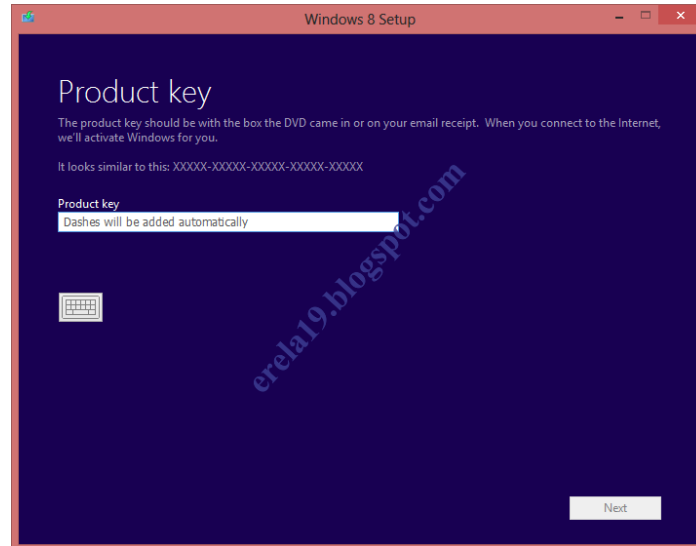 Windows 8 Setup
Product key
The product key should be with the box the DVD came in or on your email receipt. When you connect to the Internet,
we'll activate Windows for you.
It looks similar to this: XXXXX-XXXXX-XXXXX-XXXXX-XXXXX
Product key
Dashes will be added automatically
erela19.blogspot.com
Next